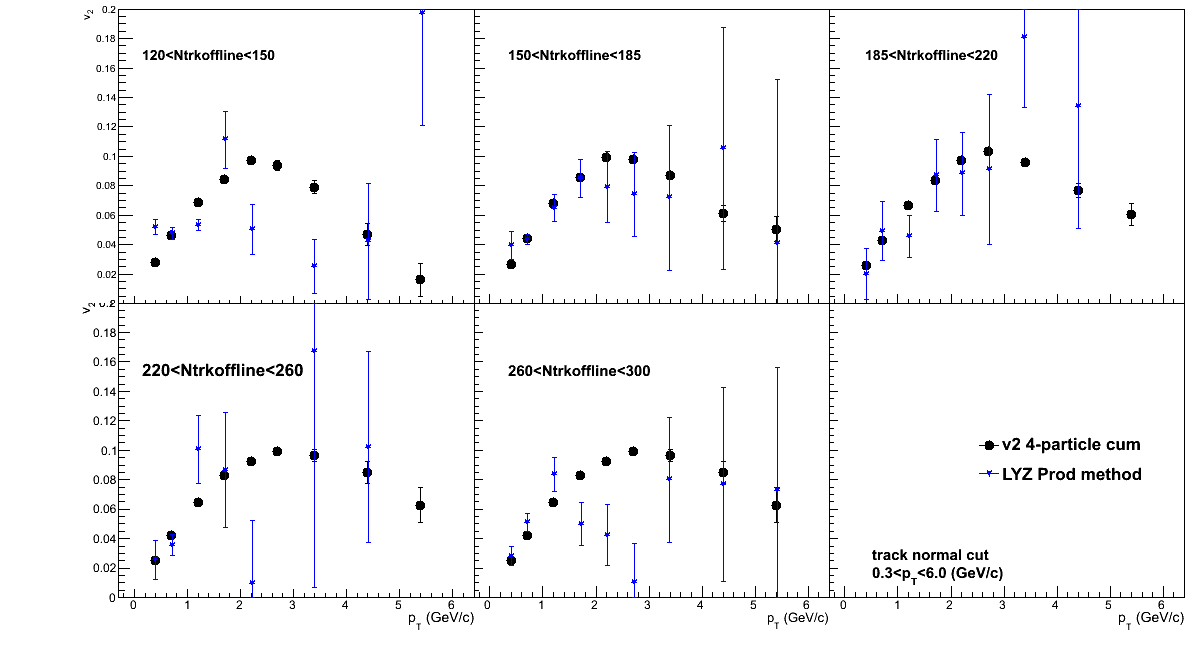 v2
0.2
0.18
0.16
0.14
0.12
0.1
0.08
0.06
0.04
0.02
120<Ntrkoffline<150
150<Ntrkoffline<185
185<Ntrkoffline<220
v2
0.2
0.18
0.16
0.14
0.12
0.1
0.08
0.06
0.04
0.02
0
220<Ntrkoffline<260
260<Ntrkoffline<300
v2 4-particle cum
LYZ Prod method
track normal cut
0.3<pT<6.0 (GeV/c)
0 1 2 3 4 5 6
pT (GeV/c)
0 1 2 3 4 5 6
pT (GeV/c)
0 1 2 3 4 5 6
pT (GeV/c)